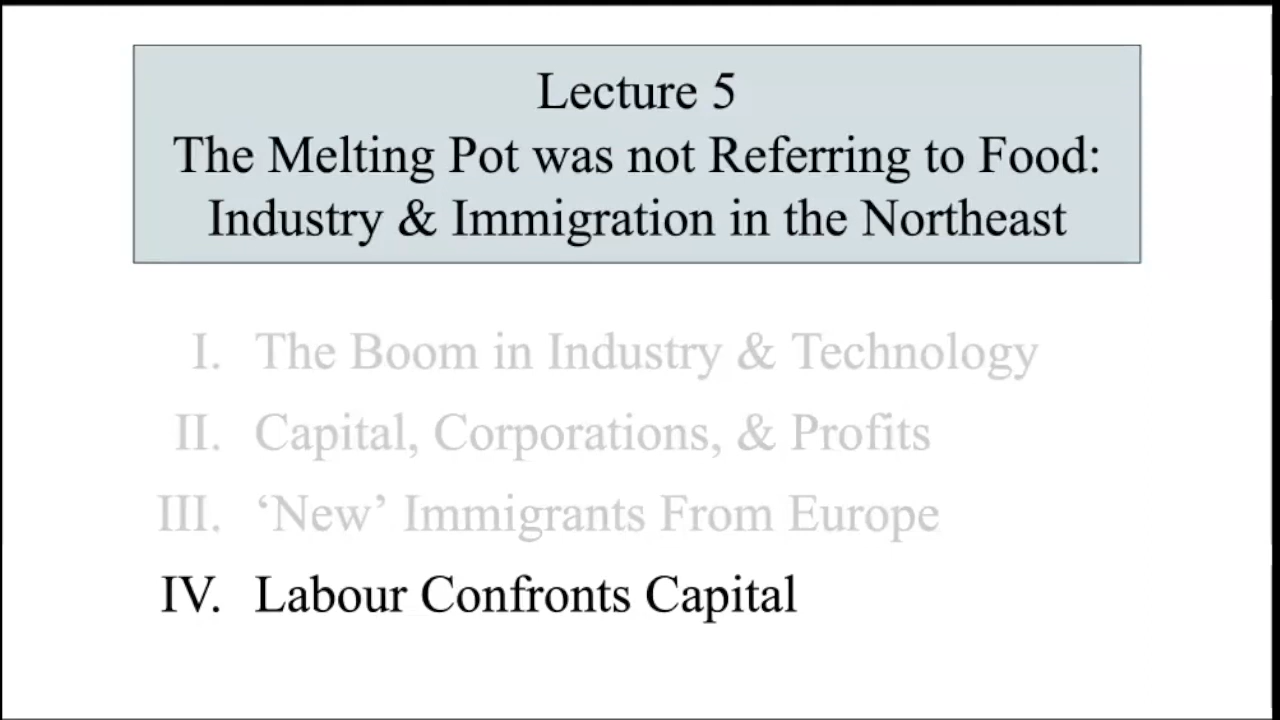 Lecture 5
The Melting Pot was not Referring to Food:
Industry & Immigration in the Northeast
I. The Boom in Industry & Technology
II. Capital, Corporations, & Profits
III. ‘New’ Immigrants From Europe
IV. Labour Confronts Capital